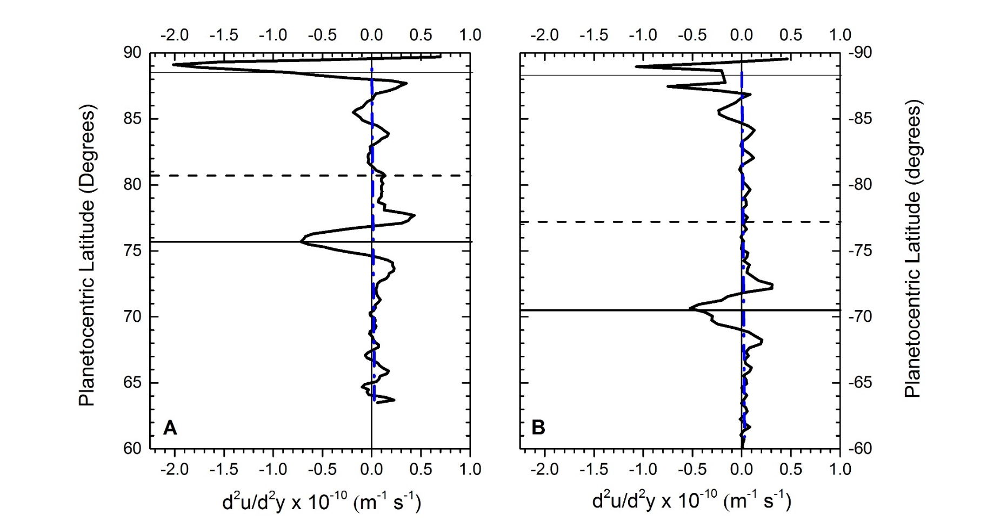 -2.0 -1.5 -1.0 -0.5 0.0 0.5 1.0
90
85
80
75
70
65
60
Planetocentric Latitude (Degrees)
A
-2.0 -1.5 -1.0 -0.5 0.0 0.5 1.0
d²u/d²y x 10⁻¹⁰ (m⁻¹ s⁻¹)
-2.0 -1.5 -1.0 -0.5 0.0 0.5 1.0
-90
-85
-80
-75
-70
-65
-60
Planetocentric Latitude (degrees)
B
-2.0 -1.5 -1.0 -0.5 0.0 0.5 1.0
d²u/d²y x 10⁻¹⁰ (m⁻¹ s⁻¹)